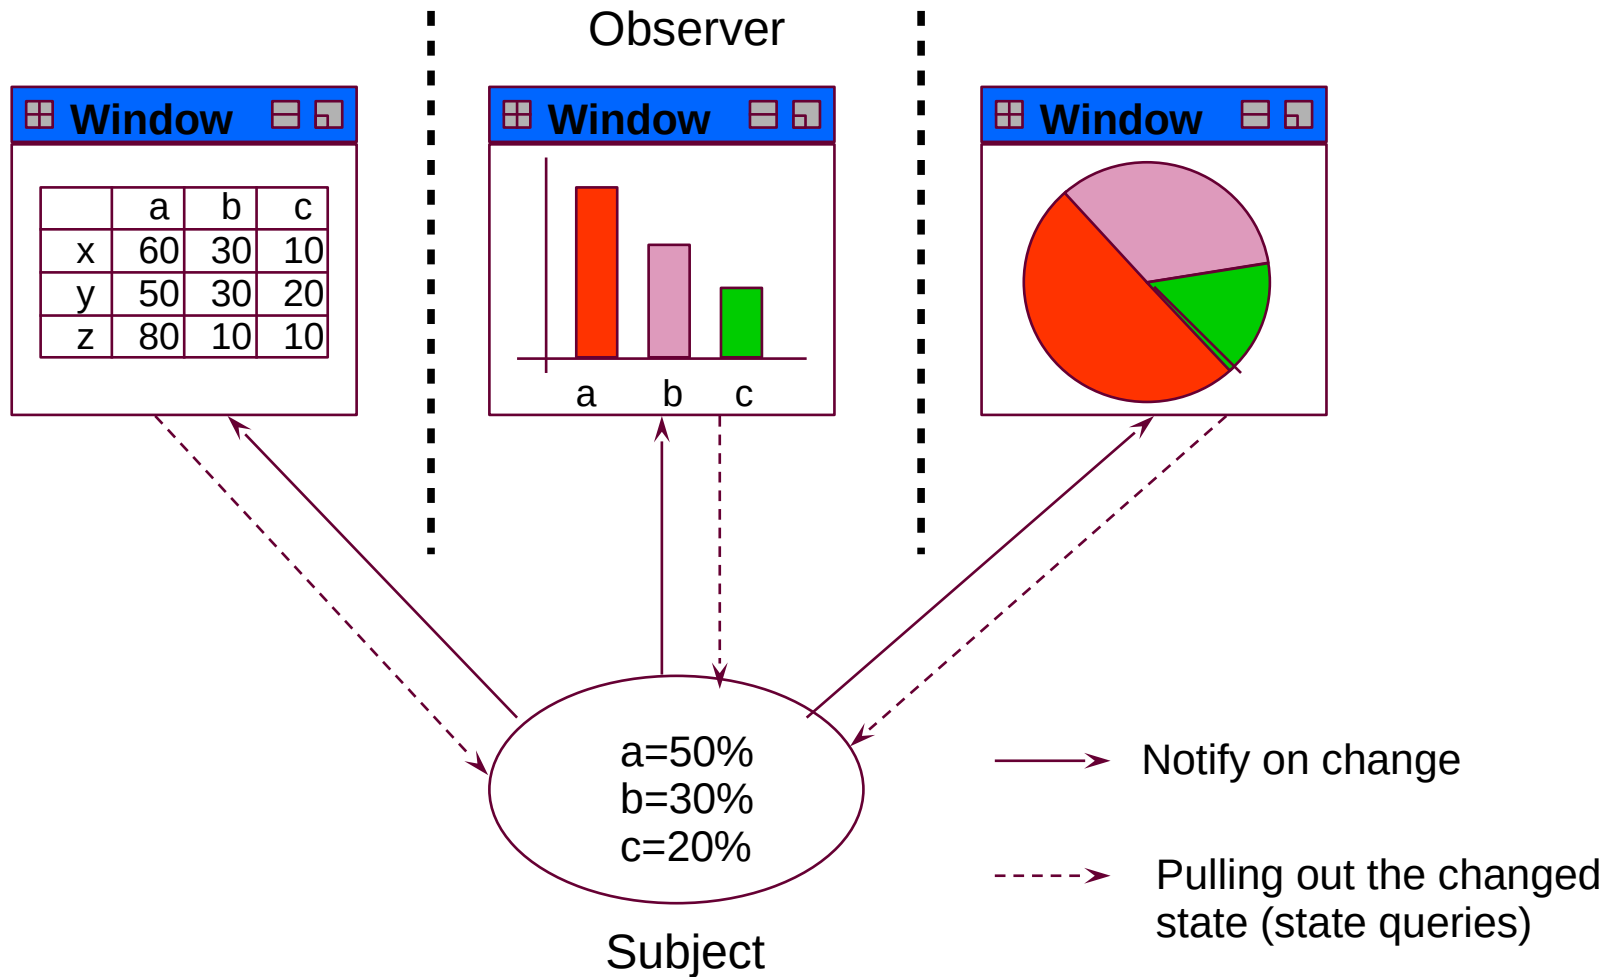 Observer
Window
Window
Window
a b c
x 60 30 10
y 50 30 20
z 80 10 10
a b c
a=50%
b=30%
c=20%
Subject
Notify on change
Pulling out the changed
state (state queries)